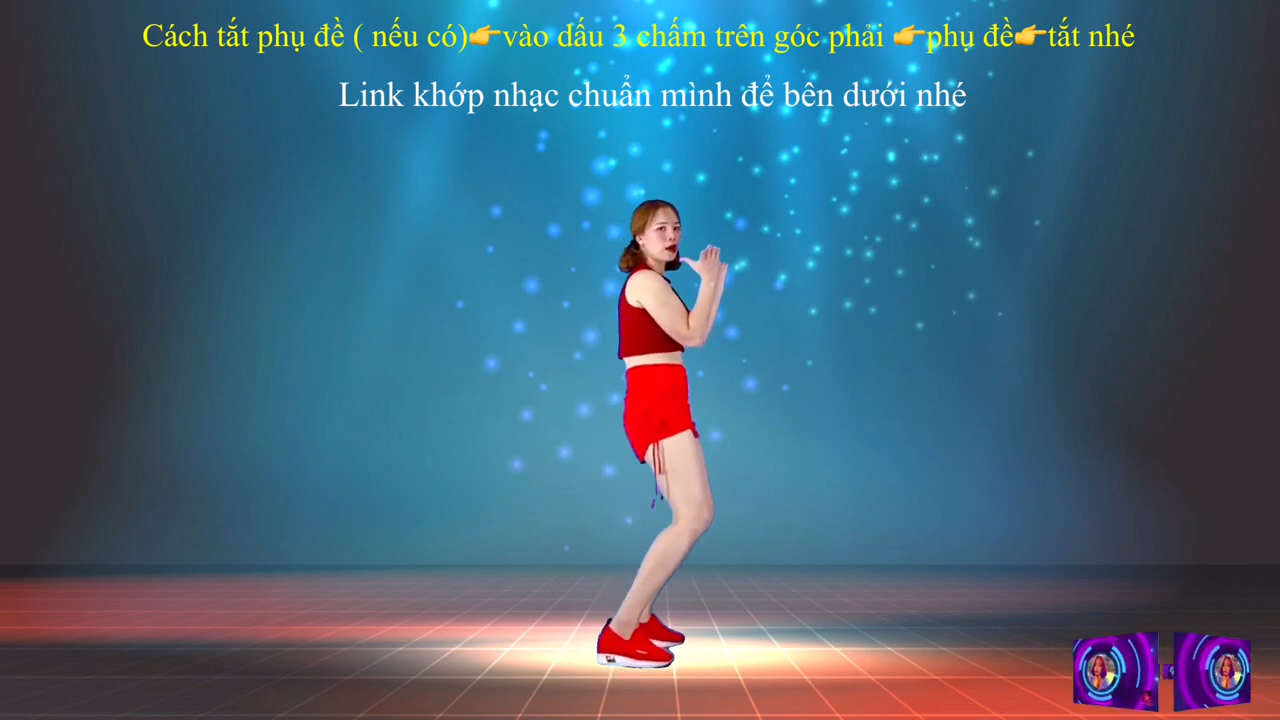 Cách tắt phụ đề ( nếu có)👉vào dấu 3 chấm trên góc phải 👉phụ đề👉tắt nhé
Link khớp nhạc chuẩn mình để bên dưới nhé